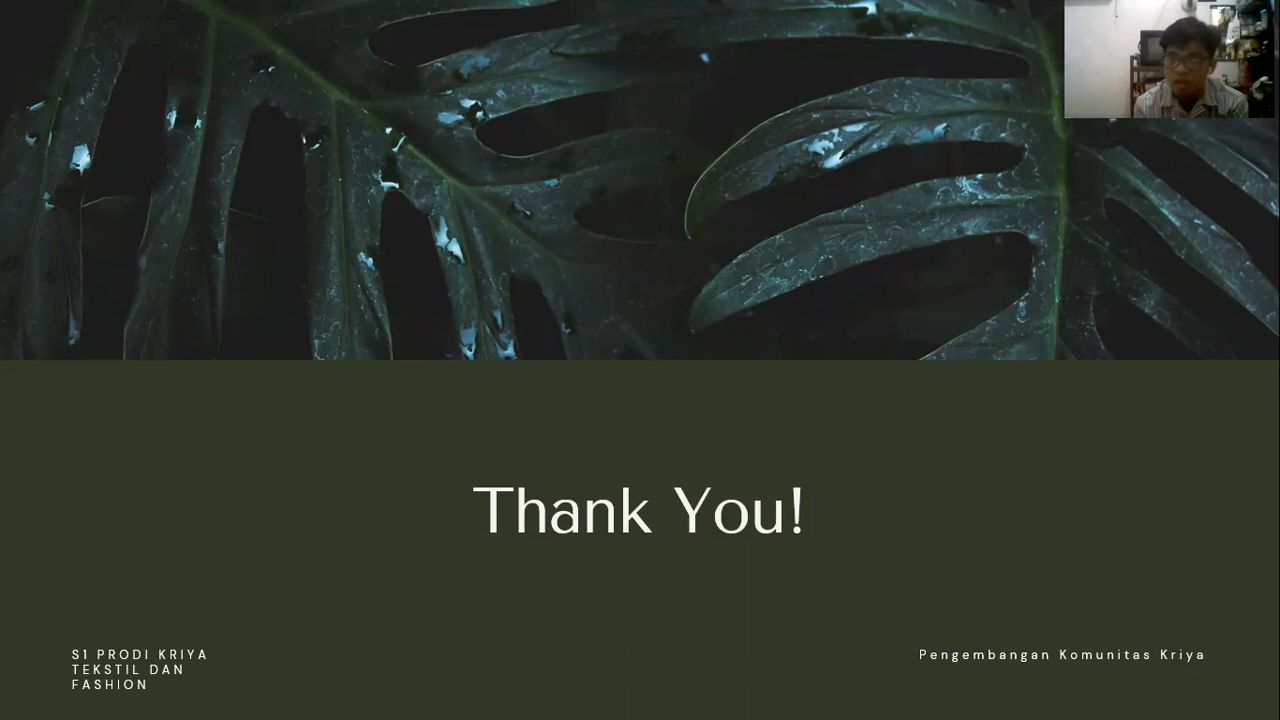 Thank You!
S1 PRODI KRIYA
TEKSTIL DAN
FASHION
Pengembangan Komunitas Kriya